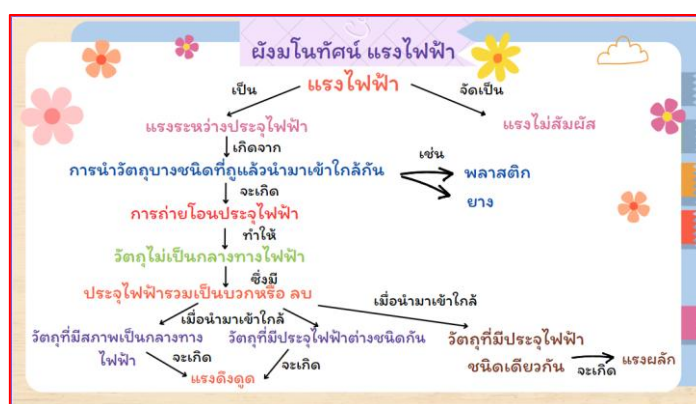 ผังมโนทัศน์ แรงไฟฟ้า
แรงไฟฟ้า
เป็น
จัดเป็น
แรงระหว่างประจุไฟฟ้า
แรงไม่สัมผัส
เกิดจาก
การนำวัตถุบางชนิดที่ถูแล้วนำมาเข้าใกล้กัน
เช่น
พลาสติก
ยาง
จะเกิด
การถ่ายโอนประจุไฟฟ้า
ทำให้
วัตถุไม่เป็นกลางทางไฟฟ้า
ซึ่งมี
ประจุไฟฟ้ารวมเป็นบวกหรือ ลบ
เมื่อนำมาเข้าใกล้
เมื่อนำมาเข้าใกล้
วัตถุที่มีสภาพเป็นกลางทาง
ไฟฟ้า
วัตถุที่มีประจุไฟฟ้าต่างชนิดกัน
วัตถุที่มีประจุไฟฟ้า
ชนิดเดียวกัน
จะเกิด
จะเกิด
แรงดึงดูด
จะเกิด
แรงผลัก